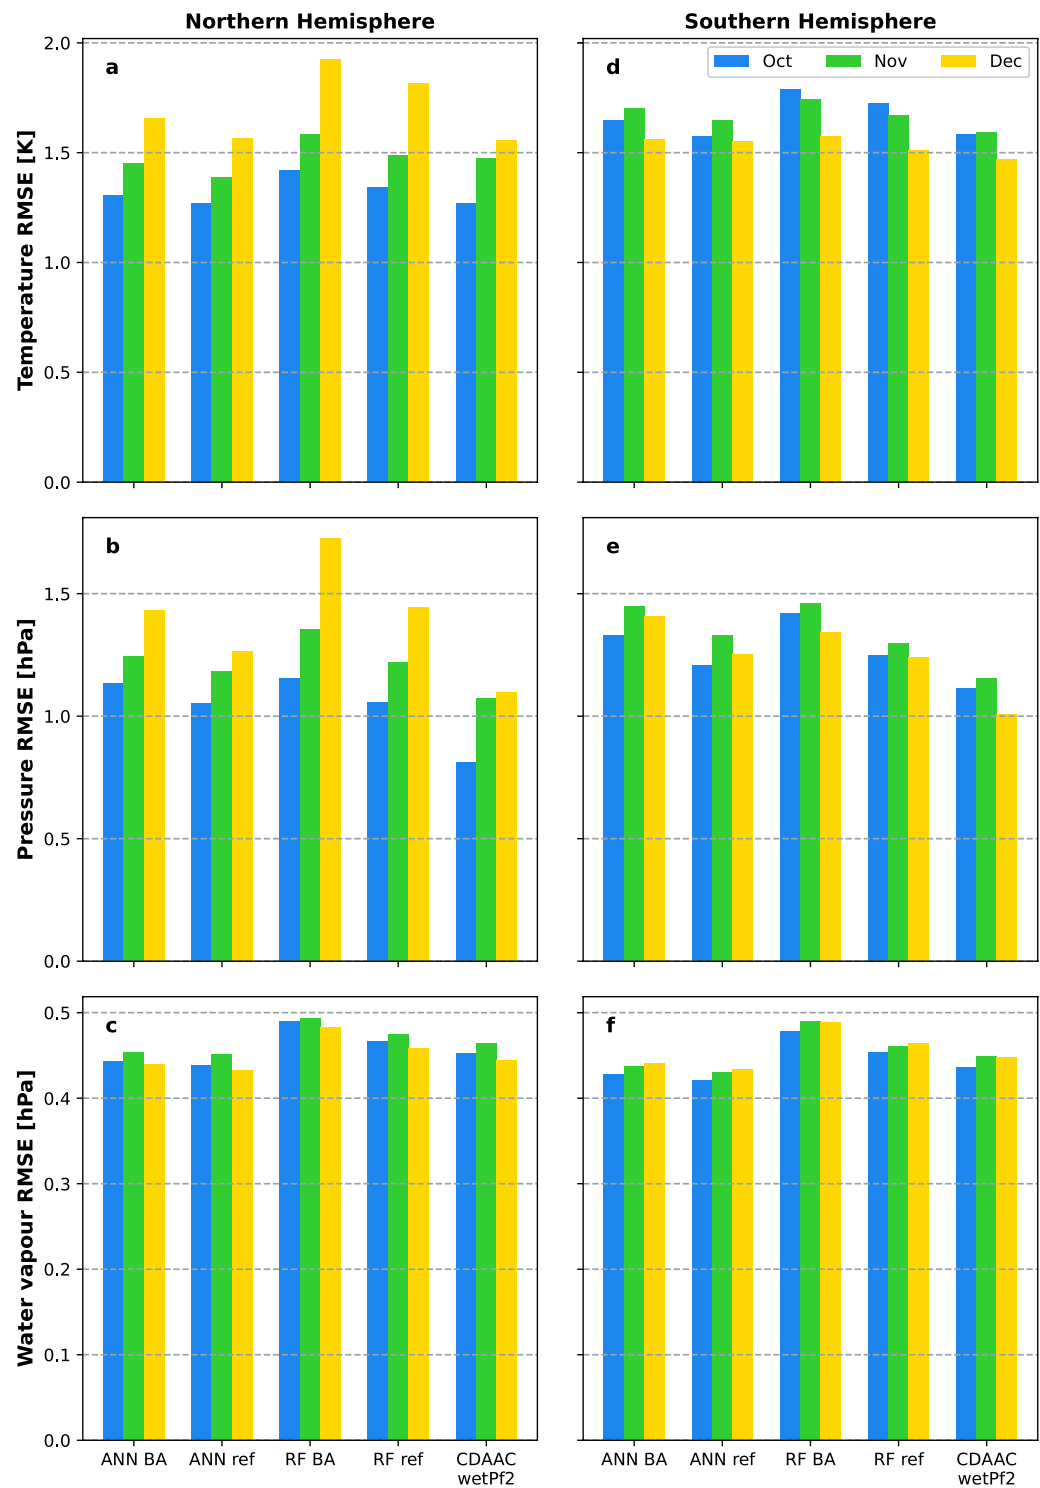 Northern Hemisphere
Southern Hemisphere
Temperature RMSE [K]
2.0
1.5
1.0
0.5
0.0
a
d
Oct Nov Dec
Pressure RMSE [hPa]
1.5
1.0
0.5
0.0
b
e
Water vapour RMSE [hPa]
0.5
0.4
0.3
0.2
0.1
0.0
c
f
ANN BA ANN ref RF BA RF ref CDAAC
wetPf2
ANN BA ANN ref RF BA RF ref CDAAC
wetPf2